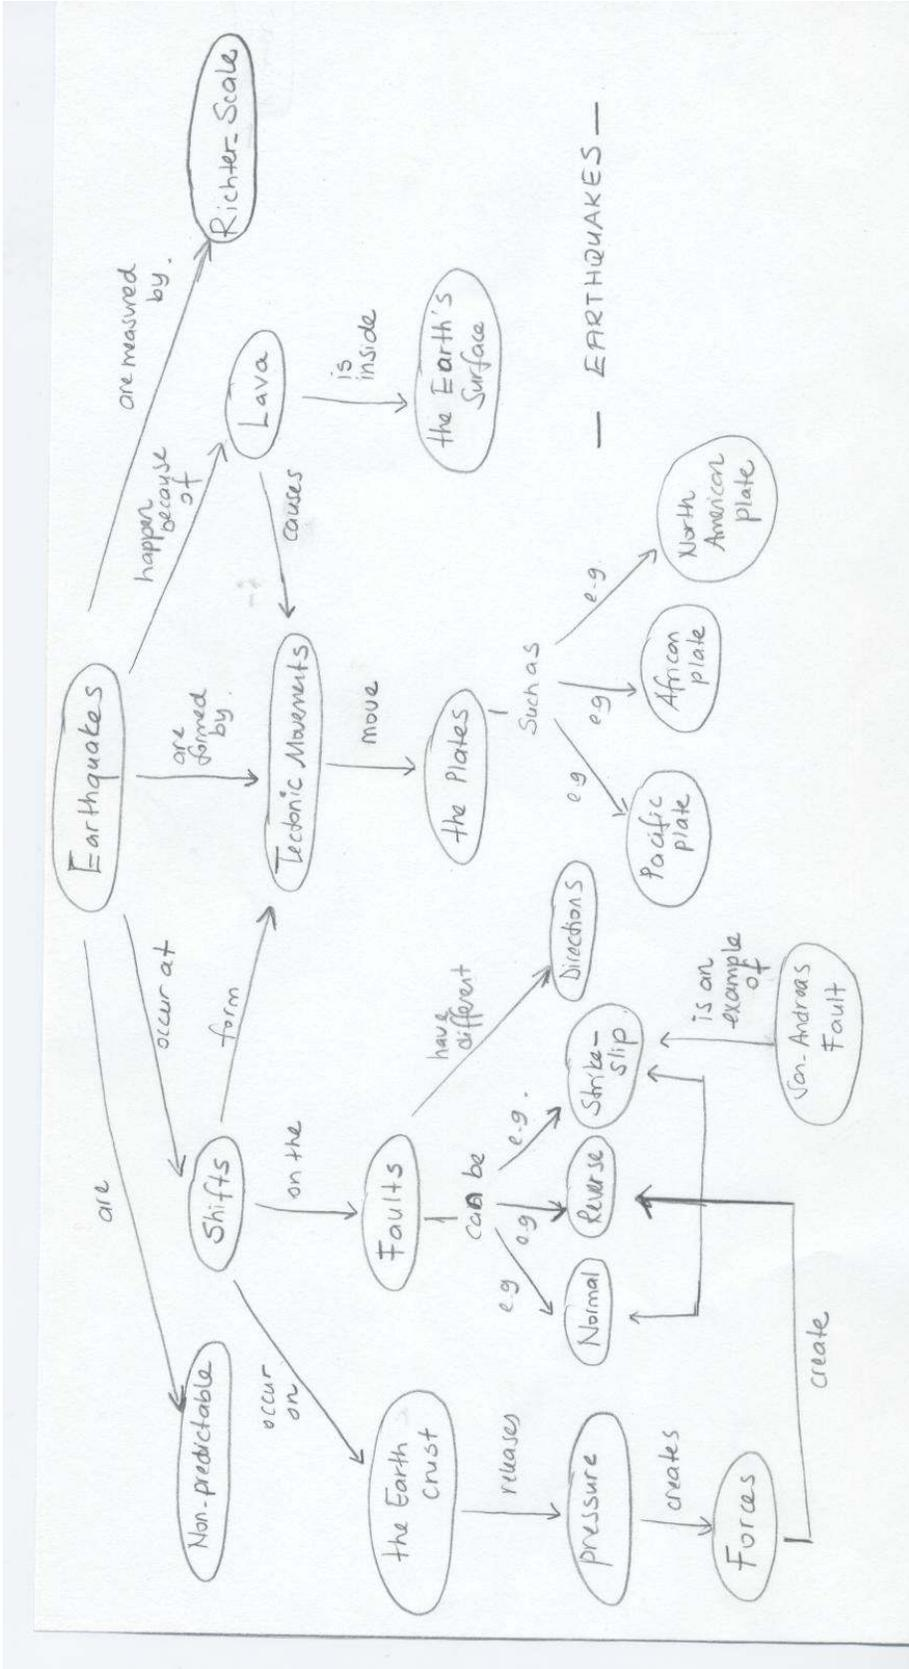 Earthquakes
are
occur at
are
formed
by.
happen
because
of
are measured
by.
Non-predictable
Shifts
form
Tectonic Movements
causes
Lava
Richter-Scale
occur
on
on the
move
is
inside
the Earth
crust
Faults
have
different
the Plates
the Earth's
Surface
can be
Such as
releases
e.g
e.g
e.g.
Directions
e.g
e.g
e.g.
— EARTHQUAKES —
pressure
Normal
Reverse
Strike-
slip
Pacific
plate
African
plate
North
American
plate
creates
is an
example
of
Forces
create
San-Andreas
Fault